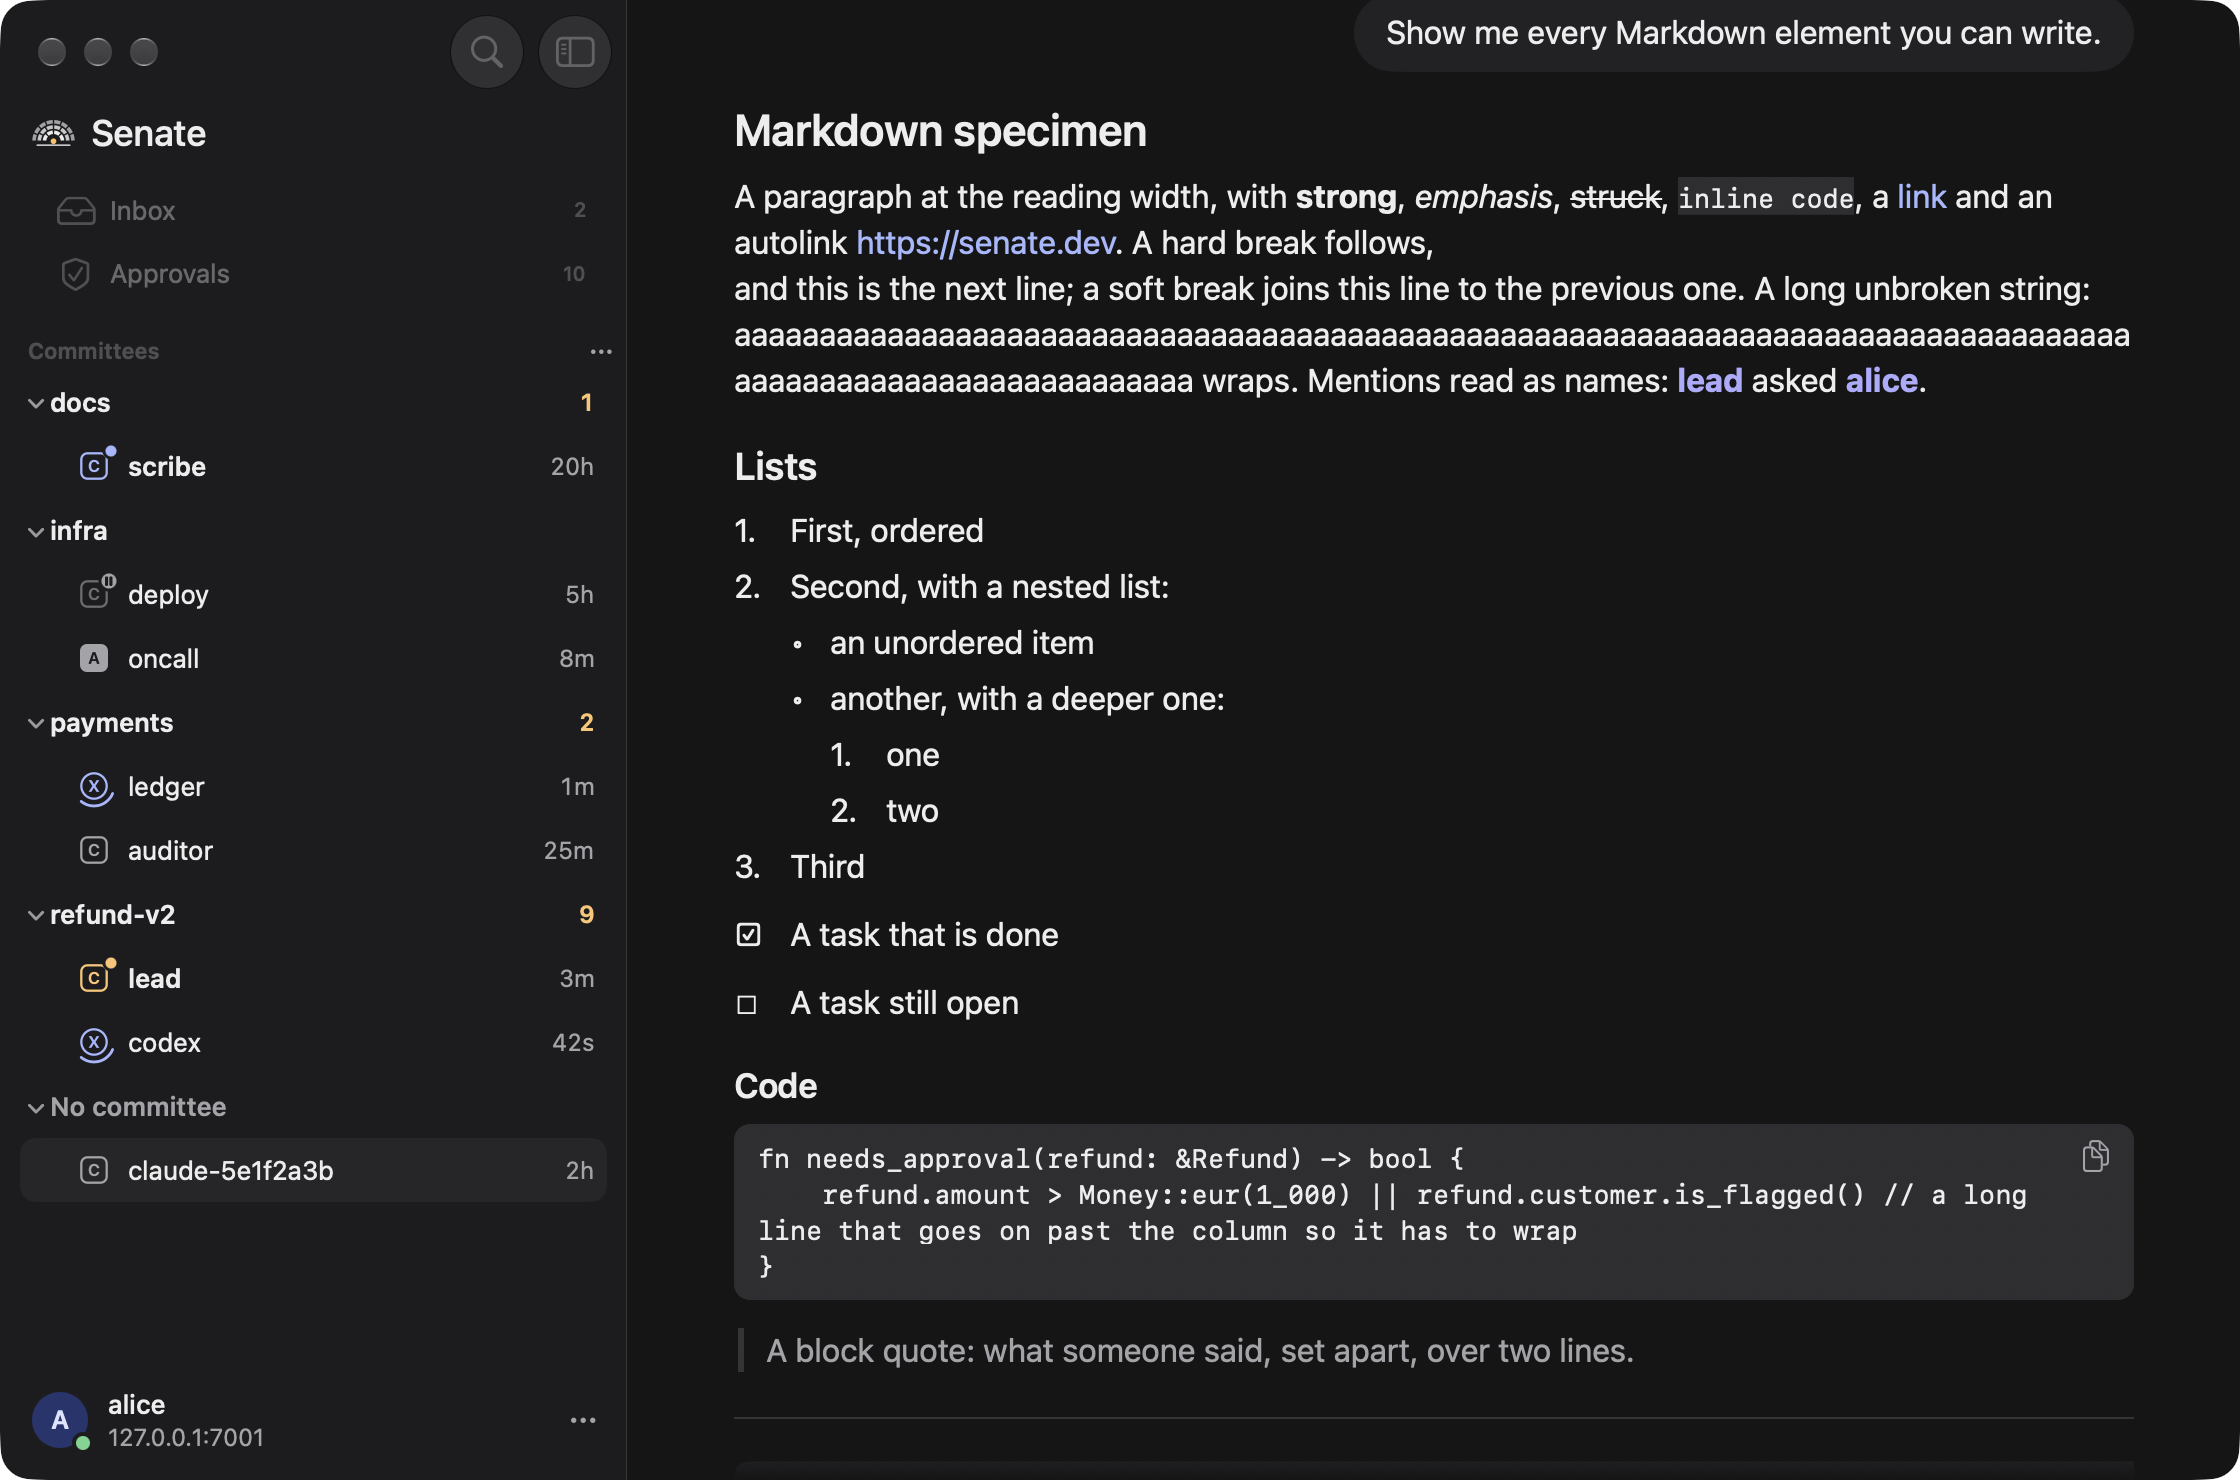 Senate
Inbox 2
Approvals 10
Committees
docs 1
C scribe 20h
infra
C deploy 5h
A oncall 8m
payments 2
X ledger 1m
C auditor 25m
refund-v2 9
C lead 3m
X codex 42s
No committee
C claude-5e1f2a3b 2h
A alice
127.0.0.1:7001
Show me every Markdown element you can write.
Markdown specimen
A paragraph at the reading width, with strong, emphasis, struck, inline code, a link and an
autolink https://senate.dev. A hard break follows,
and this is the next line; a soft break joins this line to the previous one. A long unbroken string:
aaaaaaaaaaaaaaaaaaaaaaaaaaaaaaaaaaaaaaaaaaaaaaaaaaaaaaaaaaaaaaaaaaaaaaaaaaaaaaaaaa
aaaaaaaaaaaaaaaaaaaaaaaaaaa wraps. Mentions read as names: lead asked alice.
Lists
1. First, ordered
2. Second, with a nested list:
◦ an unordered item
◦ another, with a deeper one:
1. one
2. two
3. Third
☑ A task that is done
☐ A task still open
Code
fn needs_approval(refund: &Refund) -> bool {
    refund.amount > Money::eur(1_000) || refund.customer.is_flagged() // a long
line that goes on past the column so it has to wrap
}
A block quote: what someone said, set apart, over two lines.